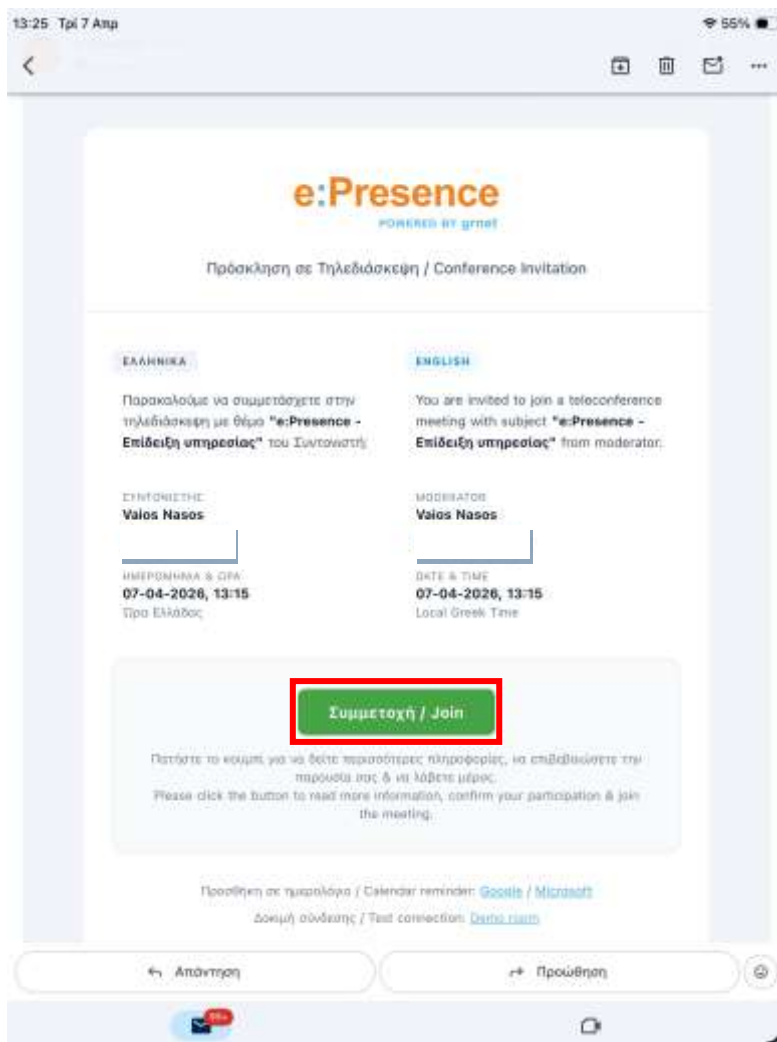 13:25 Τρί 7 Απρ
55%
e:Presence
POWERED BY grnet
Πρόσκληση σε Τηλεδιάσκεψη / Conference Invitation
ΕΛΛΗΝΙΚΑ
Παρακαλούμε να συμμετάσχετε στην
τηλεδιάσκεψη με θέμα "e:Presence -
Επίδειξη υπηρεσίας" του Συντονιστή:
ΣΥΝΤΟΝΙΣΤΗΣ
Vaios Nasos
ΗΜΕΡΟΜΗΝΙΑ & ΩΡΑ
07-04-2026, 13:15
Ώρα Ελλάδος
ENGLISH
You are invited to join a teleconference
meeting with subject "e:Presence -
Επίδειξη υπηρεσίας" from moderator:
MODERATOR
Vaios Nasos
DATE & TIME
07-04-2026, 13:15
Local Greek Time
Συμμετοχή / Join
Πατήστε το κουμπί για να δείτε περισσότερες πληροφορίες, να επιβεβαιώσετε την
παρουσία σας & να λάβετε μέρος.
Please click the button to read more information, confirm your participation & join
the meeting.
Προσθήκη σε ημερολόγιο / Calendar reminder: Google / Microsoft
Δοκιμή σύνδεσης / Test connection: Demo room
Απάντηση
Προώθηση
99+